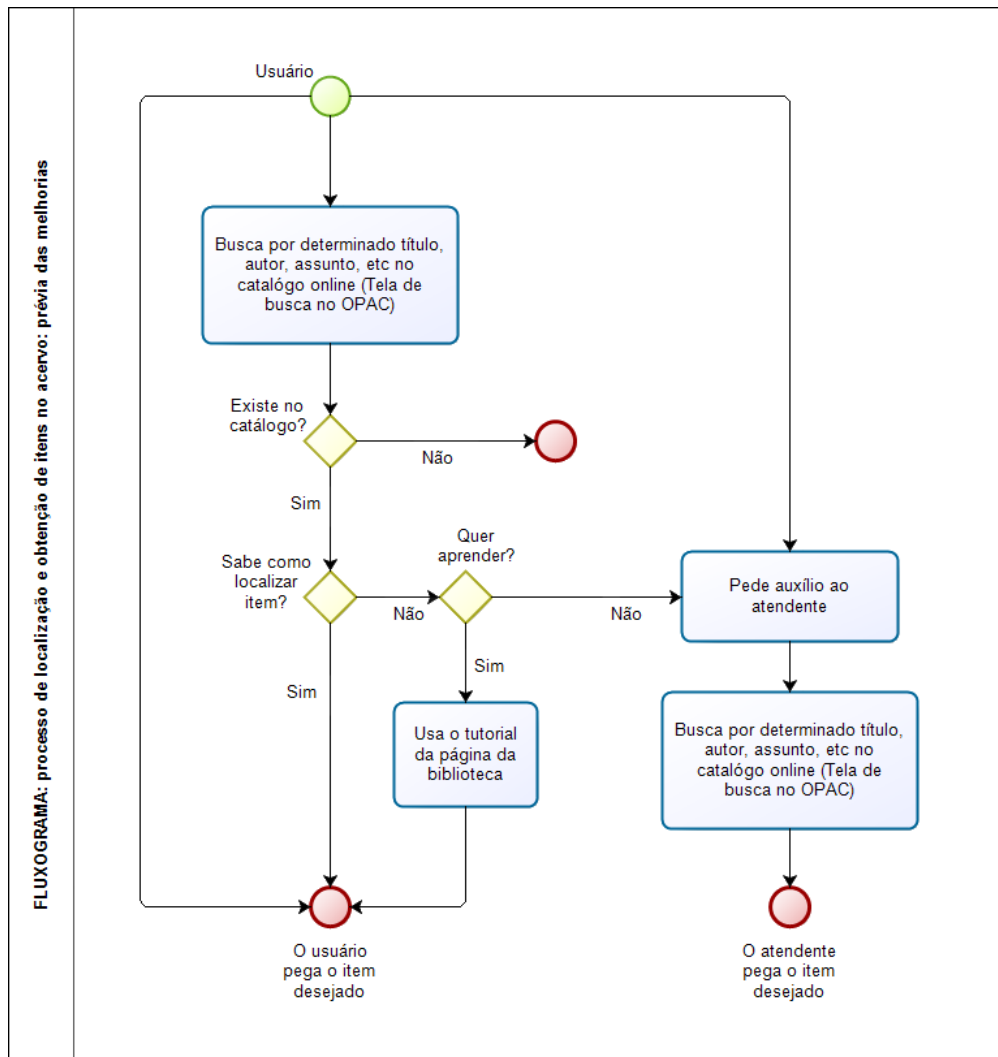 FLUXOGRAMA: processo de localização e obtenção de itens no acervo: prévia das melhorias
Usuário
Busca por determinado título,
autor, assunto, etc no
catalógo online (Tela de
busca no OPAC)
Existe no
catálogo?
Não
Sim
Sabe como
localizar
item?
Não
Quer
aprender?
Não
Pede auxílio ao
atendente
Sim
Sim
Usa o tutorial
da página da
biblioteca
Busca por determinado título,
autor, assunto, etc no
catalógo online (Tela de
busca no OPAC)
O usuário
pega o item
desejado
O atendente
pega o item
desejado